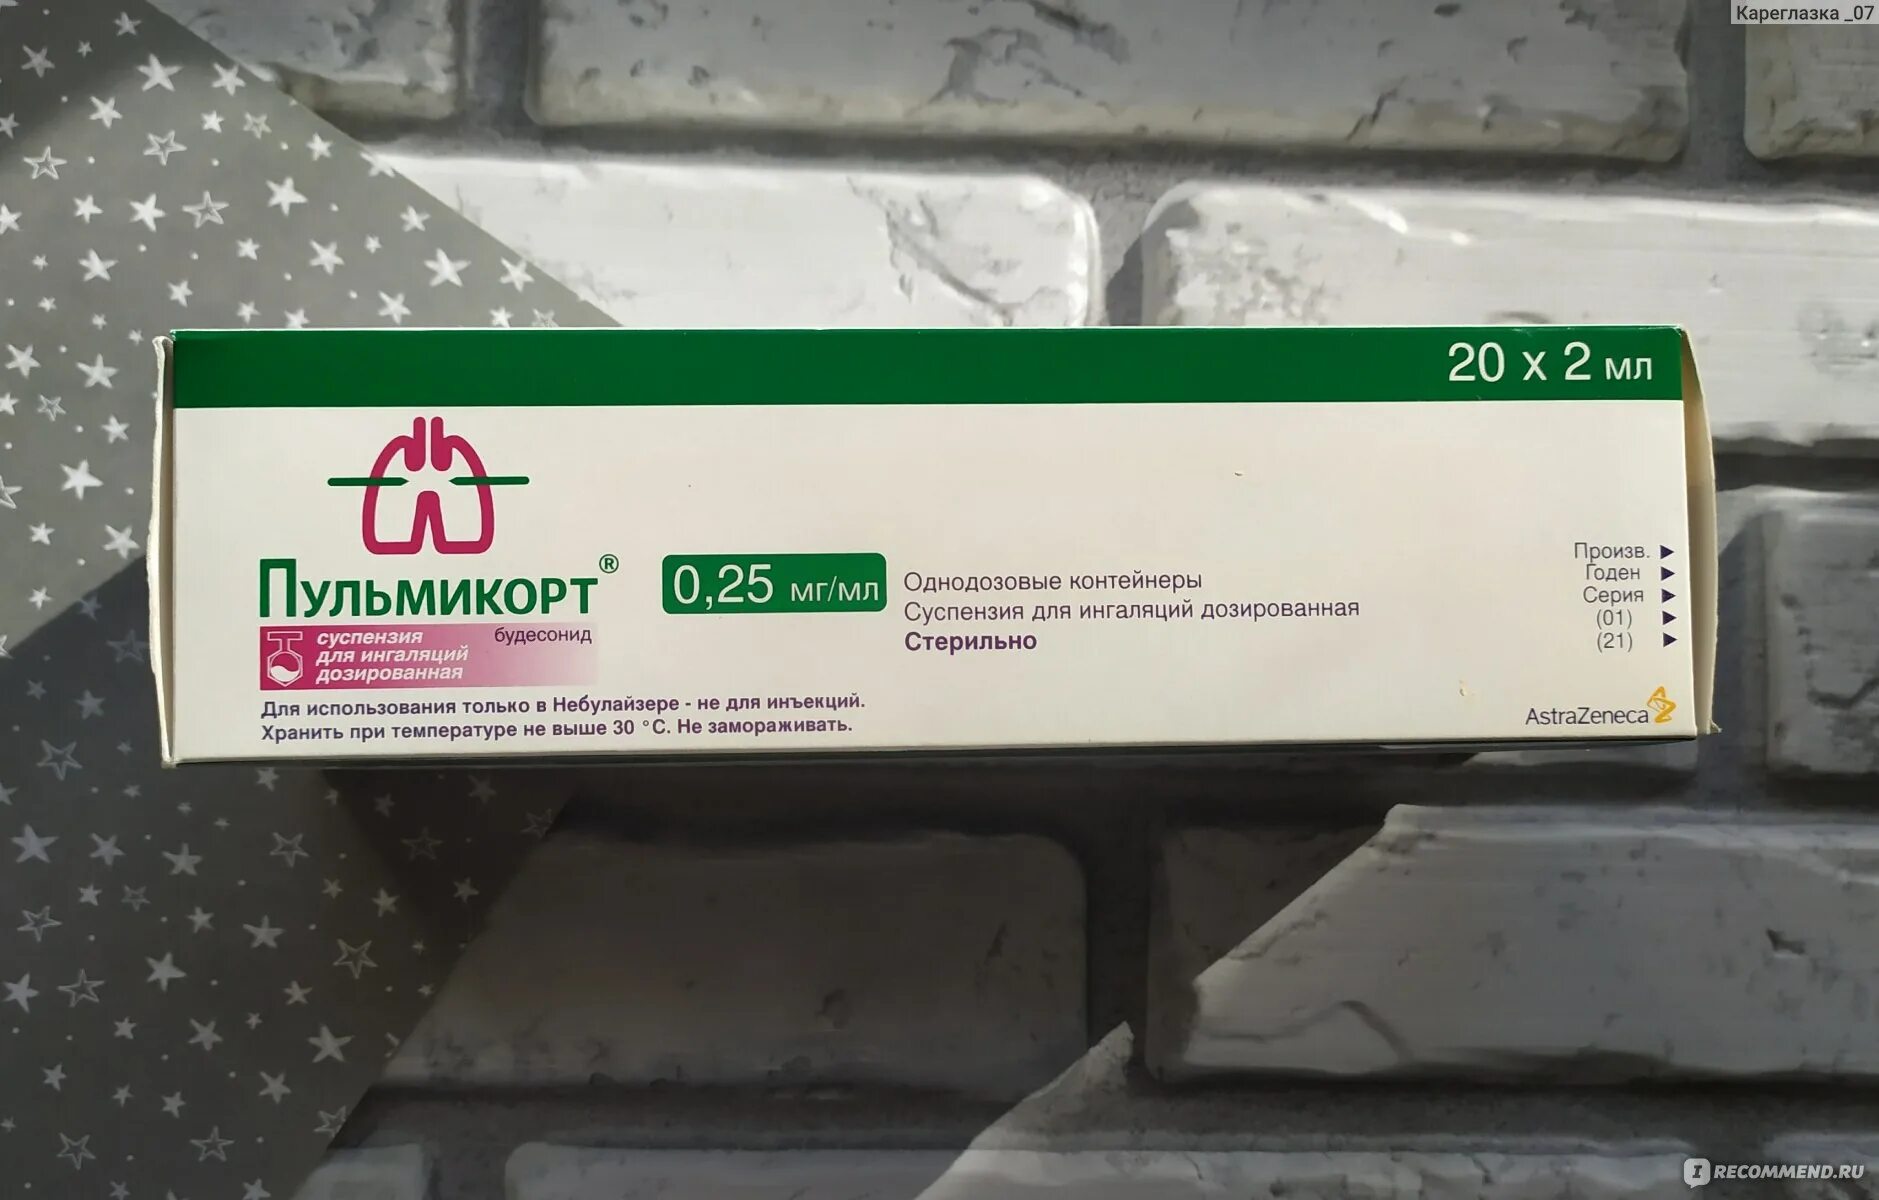 Кареглазка _07
20 x 2 мл
Пульмикорт®
будесонид
суспензия
для ингаляций
дозированная
0,25 мг/мл
Однодозовые контейнеры
Суспензия для ингаляций дозированная
Стерильно
Для использования только в Небулайзере - не для инъекций.
Хранить при температуре не выше 30 °С. Не замораживать.
Произв.
Годен
Серия
(01)
(21)
AstraZeneca
IRECOMMEND.RU